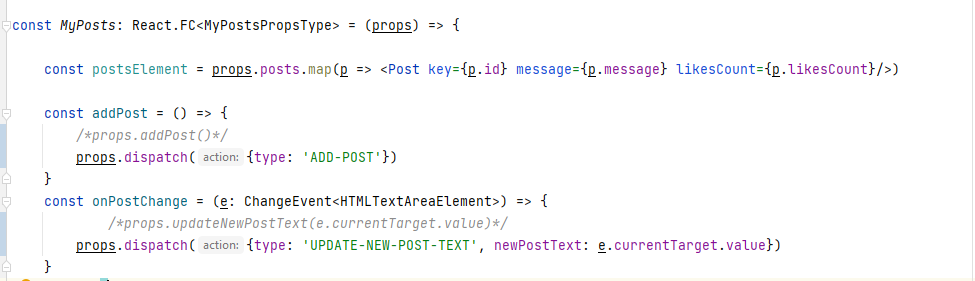 const MyPosts: React.FC<MyPostsPropsType> = (props) => {
const postsElement = props.posts.map(p => <Post key={p.id} message={p.message} likesCount={p.likesCount}/>)
const addPost = () => {
/*props.addPost()*/
props.dispatch( action: {type: 'ADD-POST'})
}
const onPostChange = (e: ChangeEvent<HTMLTextAreaElement>) => {
/*props.updateNewPostText(e.currentTarget.value)*/
props.dispatch( action: {type: 'UPDATE-NEW-POST-TEXT', newPostText: e.currentTarget.value})
}